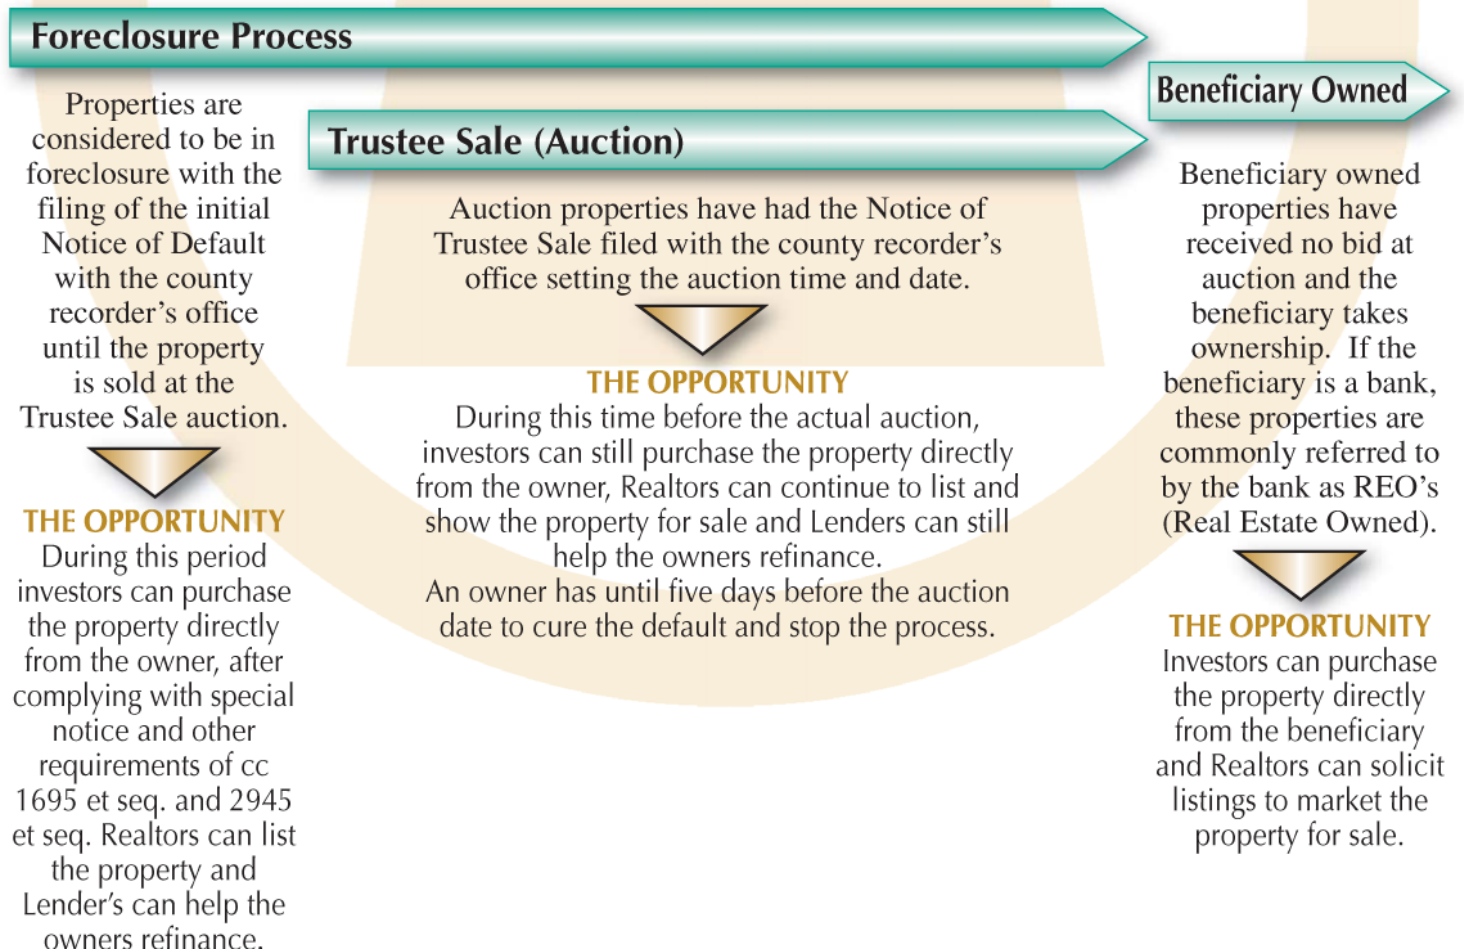 Foreclosure Process
Properties are
considered to be in
foreclosure with the
filing of the initial
Notice of Default
with the county
recorder's office
until the property
is sold at the
Trustee Sale auction.
THE OPPORTUNITY
During this period
investors can purchase
the property directly
from the owner, after
complying with special
notice and other
requirements of cc
1695 et seq. and 2945
et seq. Realtors can list
the property and
Lender's can help the
owners refinance.
Trustee Sale (Auction)
Auction properties have had the Notice of
Trustee Sale filed with the county recorder's
office setting the auction time and date.
THE OPPORTUNITY
During this time before the actual auction,
investors can still purchase the property directly
from the owner, Realtors can continue to list and
show the property for sale and Lenders can still
help the owners refinance.
An owner has until five days before the auction
date to cure the default and stop the process.
Beneficiary Owned
Beneficiary owned
properties have
received no bid at
auction and the
beneficiary takes
ownership. If the
beneficiary is a bank,
these properties are
commonly referred to
by the bank as REO's
(Real Estate Owned).
THE OPPORTUNITY
Investors can purchase
the property directly
from the beneficiary
and Realtors can solicit
listings to market the
property for sale.